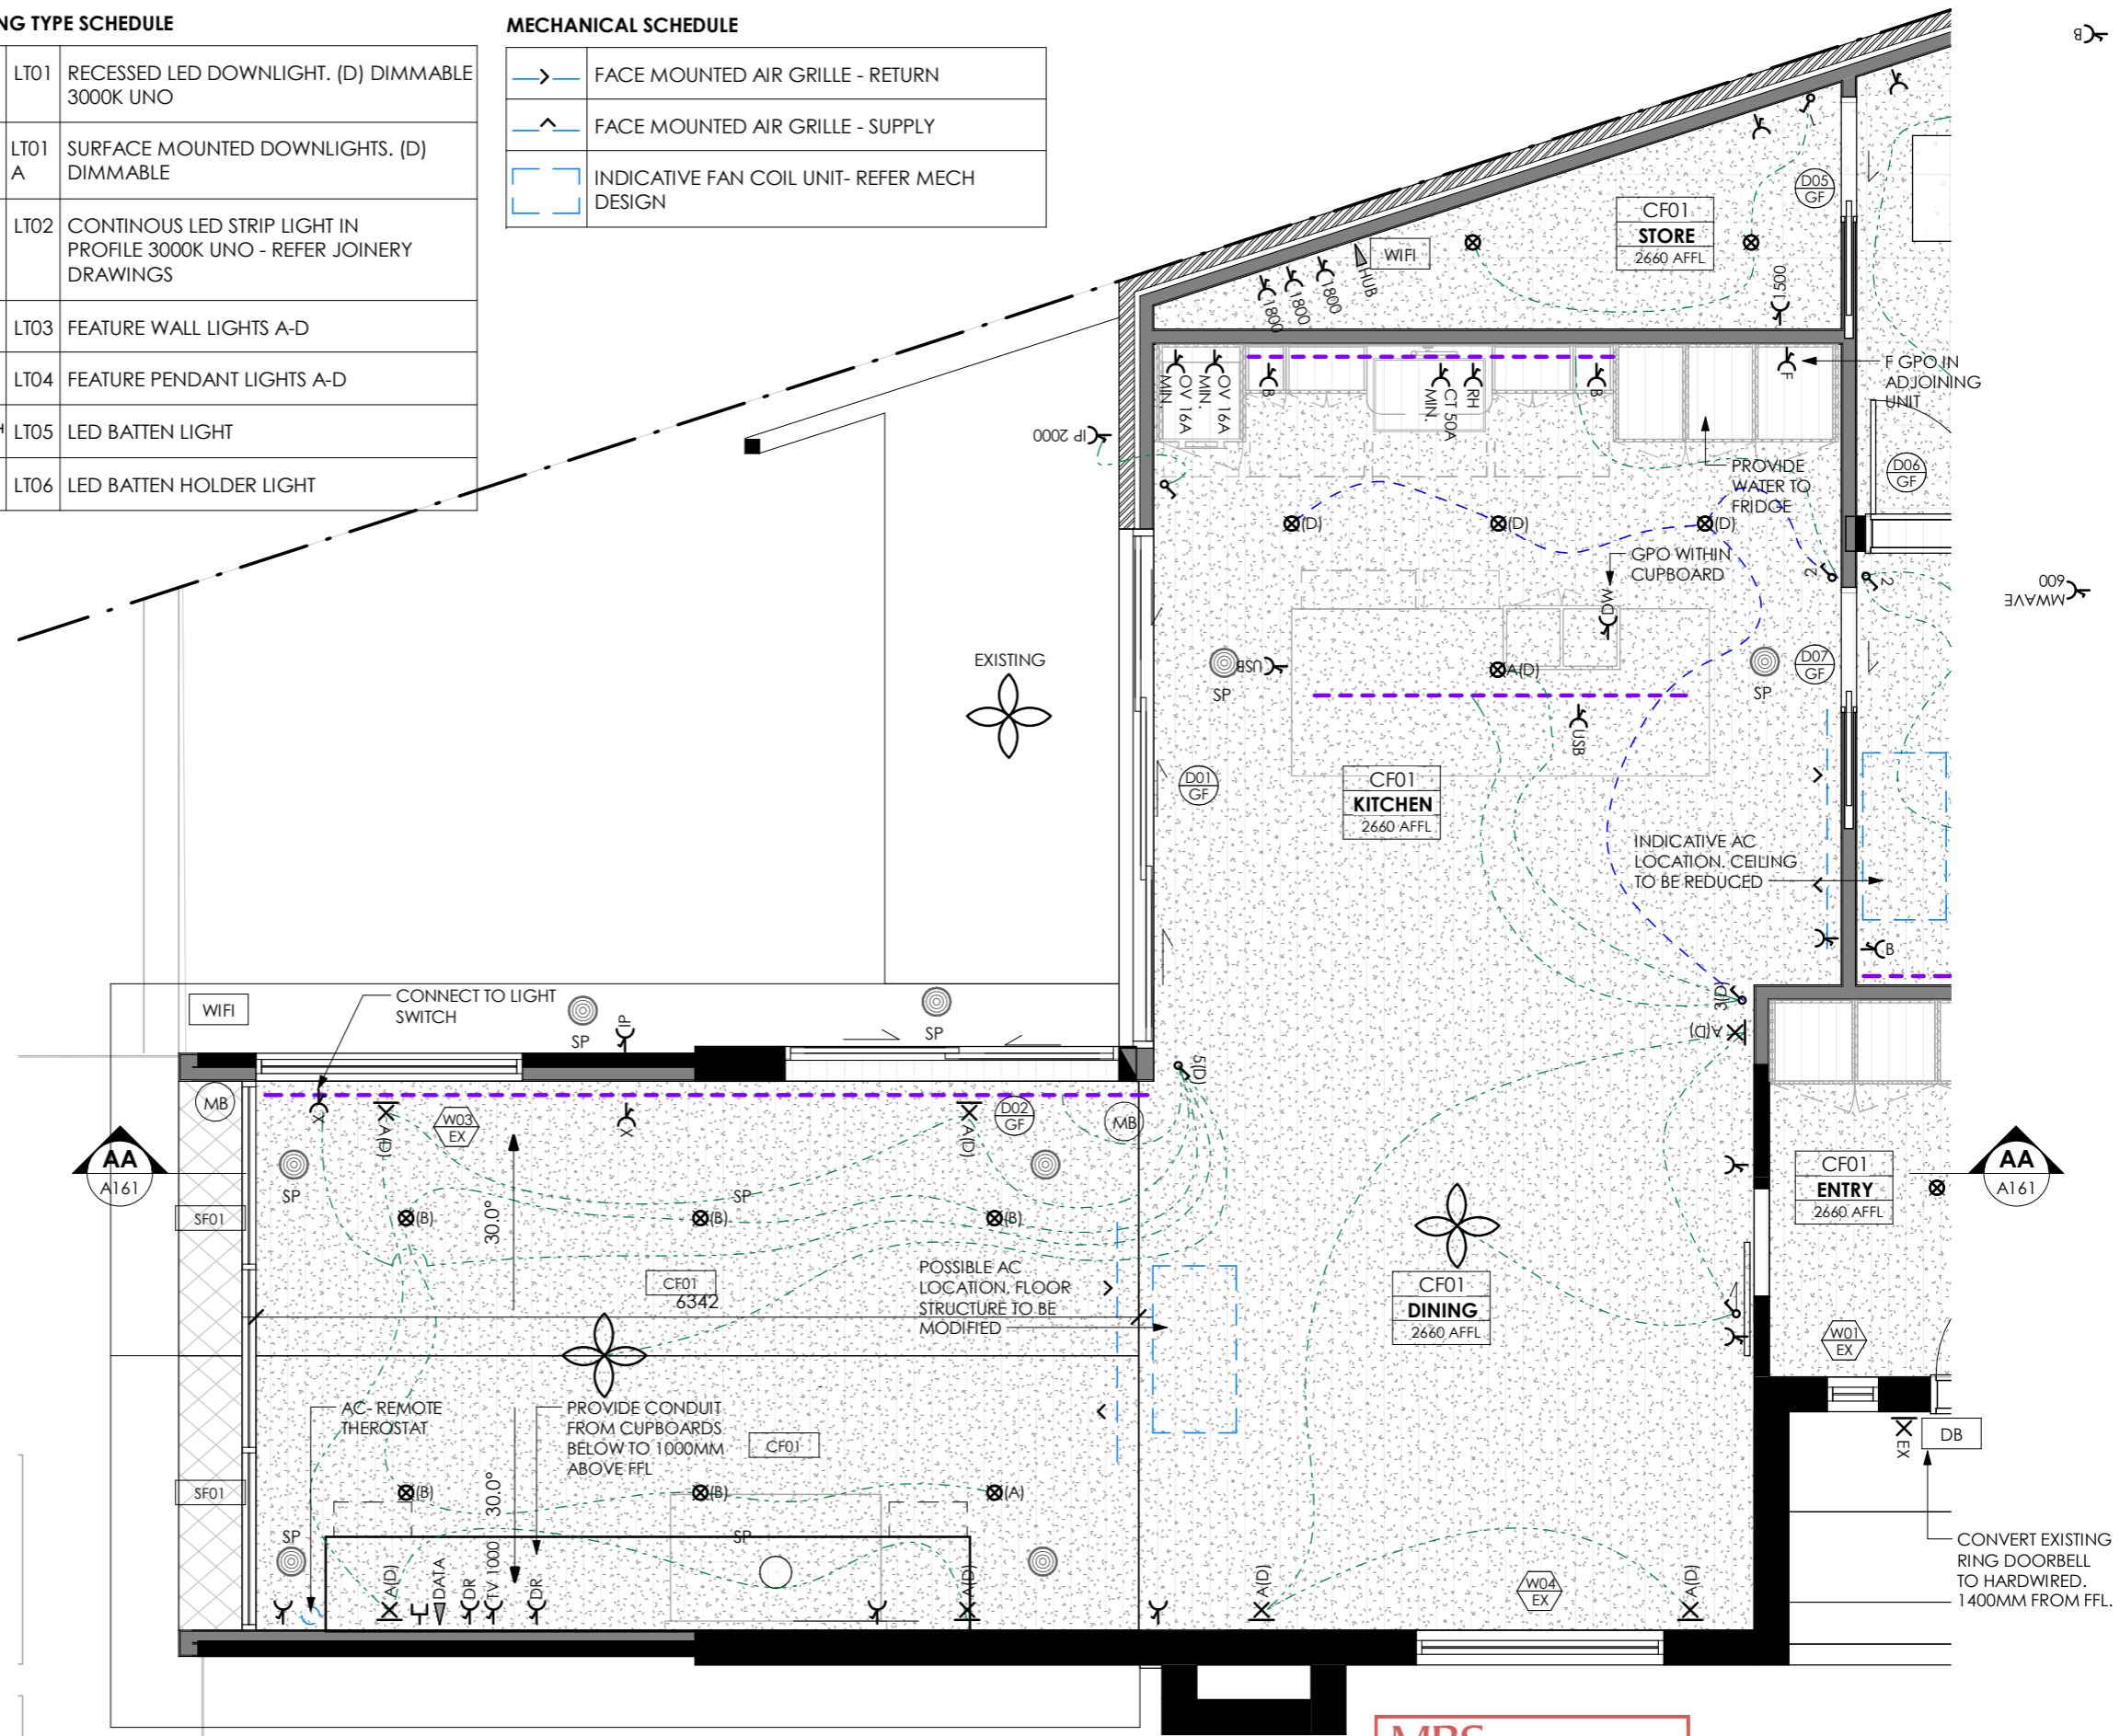 NG TYPE SCHEDULE
LT01 RECESSED LED DOWNLIGHT. (D) DIMMABLE
3000K UNO
LT01
A
SURFACE MOUNTED DOWNLIGHTS. (D)
DIMMABLE
LT02 CONTINOUS LED STRIP LIGHT IN
PROFILE 3000K UNO - REFER JOINERY
DRAWINGS
LT03 FEATURE WALL LIGHTS A-D
LT04 FEATURE PENDANT LIGHTS A-D
H LT05 LED BATTEN LIGHT
LT06 LED BATTEN HOLDER LIGHT
MECHANICAL SCHEDULE
FACE MOUNTED AIR GRILLE - RETURN
FACE MOUNTED AIR GRILLE - SUPPLY
INDICATIVE FAN COIL UNIT- REFER MECH
DESIGN
B
D05
GF
CF01
STORE
2660 AFFL
WIFI
HUB
1800
1800
1800
1500
OV 16A
MIN.
OV 16A
MIN.
B
CT 50A
MIN.
RH
B
F
F GPO IN
ADJOINING
UNIT
IP 2000
PROVIDE
WATER TO
FRIDGE
D06
GF
(D)
(D)
(D)
GPO WITHIN
CUPBOARD
2
2
600
MWAVE
DW
EXISTING
SP
USB
A(D)
SP
D07
GF
USB
D01
GF
CF01
KITCHEN
2660 AFFL
INDICATIVE AC
LOCATION. CEILING
TO BE REDUCED
B
3(D)
A(D)
WIFI
CONNECT TO LIGHT
SWITCH
SP
IP
SP
5(D)
MB
X
A(D)
W03
EX
X
A(D)
D02
GF
MB
AA
A161
SP
SP
SF01
(B)
30.0°
(B)
(B)
CF01
6342
POSSIBLE AC
LOCATION. FLOOR
STRUCTURE TO BE
MODIFIED
CF01
DINING
2660 AFFL
CF01
ENTRY
2660 AFFL
AA
A161
W01
EX
AC- REMOTE
THEROSTAT
PROVIDE CONDUIT
FROM CUPBOARDS
BELOW TO 1000MM
ABOVE FFL
CF01
EX
DB
SF01
(B)
30.0°
(B)
(A)
SP
SP
A(D)
DATA
DR
TV 1000
DR
A(D)
A(D)
W04
EX
A(D)
CONVERT EXISTING
RING DOORBELL
TO HARDWIRED.
1400MM FROM FFL.
MBS